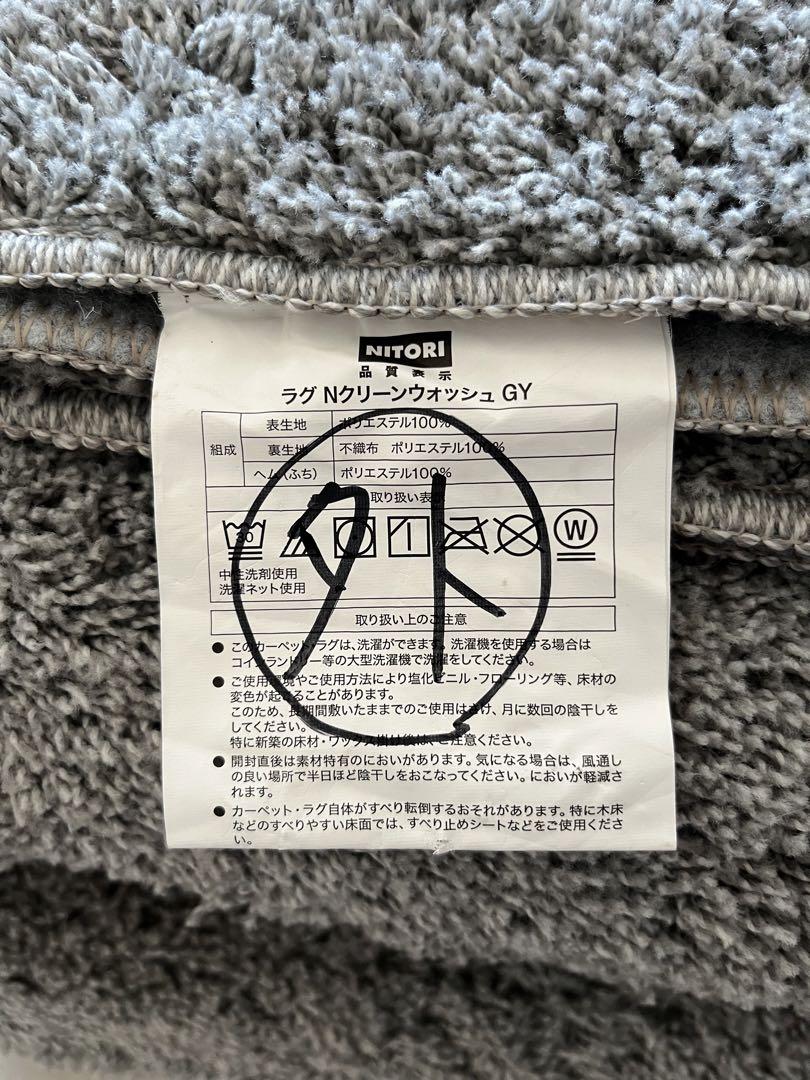 NITORI
品質表示
ラグ NクリーンウォッシュGY
組成
表生地 ポリエステル100%
裏生地 不織布 ポリエステル100%
ヘム(ふち) ポリエステル100%
取り扱い表示
30
W
中性洗剤使用
洗濯ネット使用
外
取り扱い上のご注意
● このカーペット・ラグは、洗濯ができます。洗濯機を使用する場合は
コインランドリー等の大型洗濯機で洗濯をしてください。
● ご使用環境やご使用方法により塩化ビニル・フローリング等、床材の
変色が起きることがあります。
このため、長期間敷いたままでのご使用はさけ、月に数回の陰干しを
してください。
特に新築の床材・ワックス掛け後は、ご注意ください。
● 開封直後は素材特有のにおいがあります。気になる場合は、風通し
の良い場所で半日ほど陰干しをおこなってください。においが軽減さ
れます。
● カーペット・ラグ自体がすべり転倒するおそれがあります。特に木床
などのすべりやすい床面では、すべり止めシートなどをご使用くださ
い。